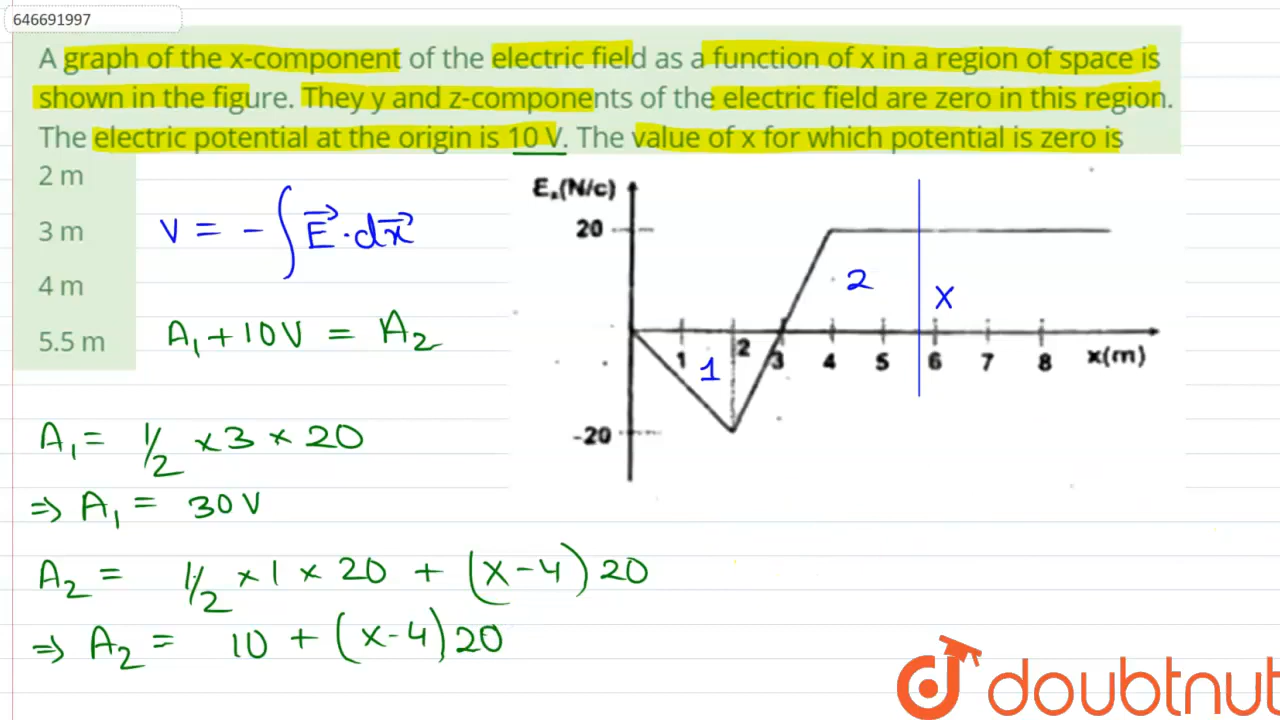 646691997
A graph of the x-component of the electric field as a function of x in a region of space is
shown in the figure. They y and z-components of the electric field are zero in this region.
The electric potential at the origin is 10 V. The value of x for which potential is zero is
2 m
3 m
4 m
5.5 m
V = - ∫ E⃗ · dx⃗
A₁ + 10V = A₂
A₁ = 1/2 × 3 × 20
⇒ A₁ = 30V
A₂ = 1/2 × 1 × 20 + (x-4) 20
⇒ A₂ = 10 + (x-4) 20
Eₓ(N/c)
20
2
x
1 2 3 4 5 6 7 8 x(m)
1
-20
doubtnut